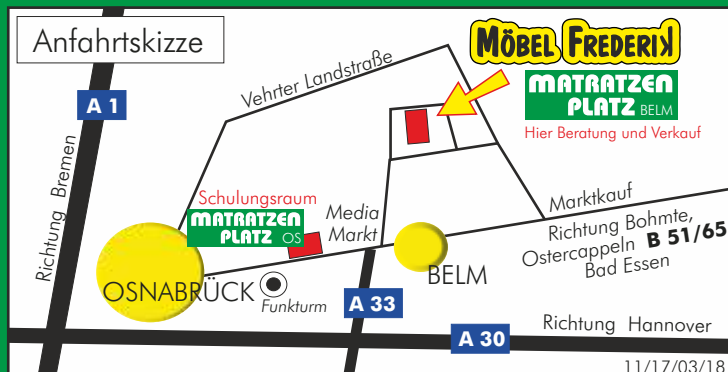 Anfahrtskizze
MÖBEL FREDERIK
MATRATZEN
PLATZ BELM
Hier Beratung und Verkauf
Vehrter Landstraße
A 1
Richtung Bremen
Schulungsraum
MATRATZEN
PLATZ OS
Media
Markt
Marktkauf
Richtung Bohmte,
Ostercappeln B 51/65
Bad Essen
OSNABRÜCK
Funkturm
BELM
A 33
A 30
Richtung Hannover
11/17/03/18